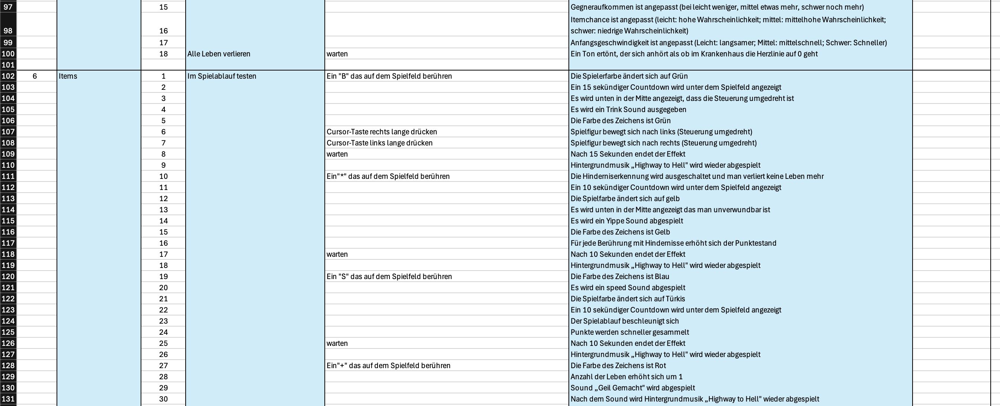 97 15 Gegneraufkommen ist angepasst (bei leicht weniger, mittel etwas mehr, schwer noch mehr)
Itemchance ist angepasst (leicht: hohe Wahrscheinlichkeit; mittel: mittelhohe Wahrscheinlichkeit;
98 16 schwer: niedrige Wahrscheinlichkeit)
99 17 Anfangsgeschwindigkeit ist angepasst (Leicht: langsamer; Mittel: mittelschnell; Schwer: Schneller)
100 18 Alle Leben verlieren warten Ein Ton ertönt, der sich anhört als ob im Krankenhaus die Herzlinie auf 0 geht
101
102 6 Items 1 Im Spielablauf testen Ein "B" das auf dem Spielfeld berühren Die Spielerfarbe ändert sich auf Grün
103 2 Ein 15 sekündiger Countdown wird unter dem Spielfeld angezeigt
104 3 Es wird unten in der Mitte angezeigt, dass die Steuerung umgedreht ist
105 4 Es wird ein Trink Sound ausgegeben
106 5 Die Farbe des Zeichens ist Grün
107 6 Cursor-Taste rechts lange drücken Spielfigur bewegt sich nach links (Steuerung umgedreht)
108 7 Cursor-Taste links lange drücken Spielfigur bewegt sich nach rechts (Steuerung umgedreht)
109 8 warten Nach 15 Sekunden endet der Effekt
110 9 Hintergrundmusik „Highway to Hell" wird wieder abgespielt
111 10 Ein"*" das auf dem Spielfeld berühren Die Hinderniserkennung wird ausgeschaltet und man verliert keine Leben mehr
112 11 Ein 10 sekündiger Countdown wird unter dem Spielfeld angezeigt
113 12 Die Spielfarbe ändert sich auf gelb
114 13 Es wird unten in der Mitte angezeigt das man unverwundbar ist
115 14 Es wird ein Yippe Sound abgespielt
116 15 Die Farbe des Zeichens ist Gelb
117 16 Für jede Berührung mit Hindernisse erhöht sich der Punktestand
118 17 warten Nach 10 Sekunden endet der Effekt
119 18 Hintergrundmusik „Highway to Hell" wird wieder abgespielt
120 19 Ein "S" das auf dem Spielfeld berühren Die Farbe des Zeichens ist Blau
121 20 Es wird ein speed Sound abgespielt
122 21 Die Spielfarbe ändert sich auf Türkis
123 22 Ein 10 sekündiger Countdown wird unter dem Spielfeld angezeigt
124 23 Der Spielablauf beschleunigt sich
125 24 Punkte werden schneller gesammelt
126 25 warten Nach 10 Sekunden endet der Effekt
127 26 Hintergrundmusik „Highway to Hell" wird wieder abgespielt
128 27 Ein"+" das auf dem Spielfeld berühren Die Farbe des Zeichens ist Rot
129 28 Anzahl der Leben erhöht sich um 1
130 29 Sound „Geil Gemacht" wird abgespielt
131 30 Nach dem Sound wird Hintergrundmusik „Highway to Hell" wieder abgespielt